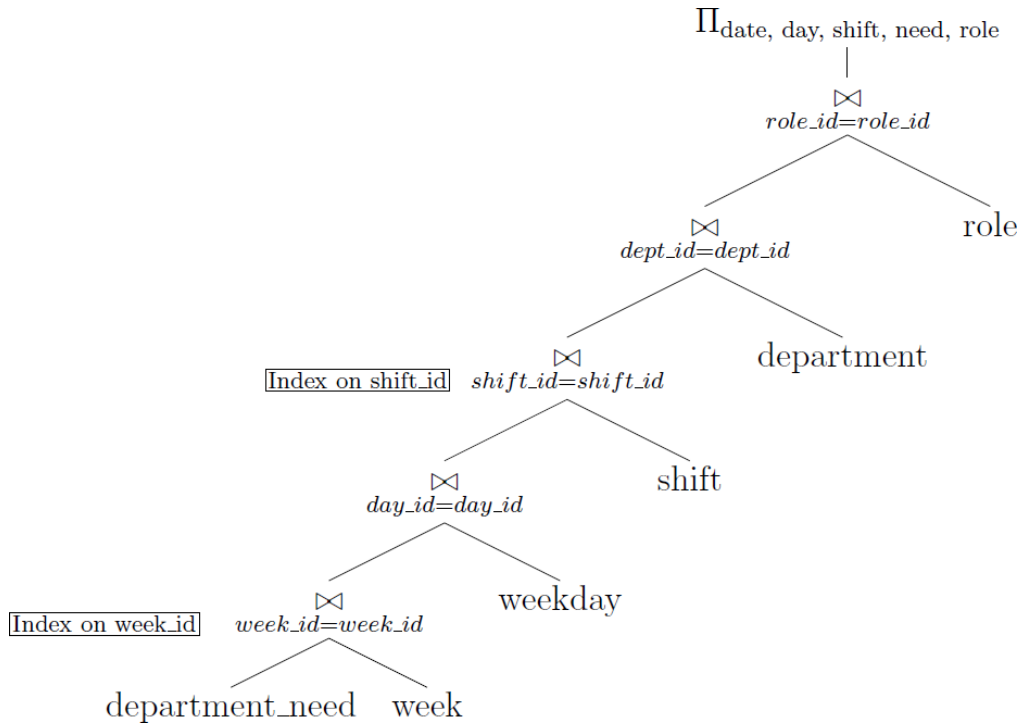 Π date, day, shift, need, role
⋈
role_id=role_id
role
⋈
dept_id=dept_id
department
⋈
Index on shift_id shift_id=shift_id
shift
⋈
day_id=day_id
weekday
⋈
Index on week_id week_id=week_id
department_need week